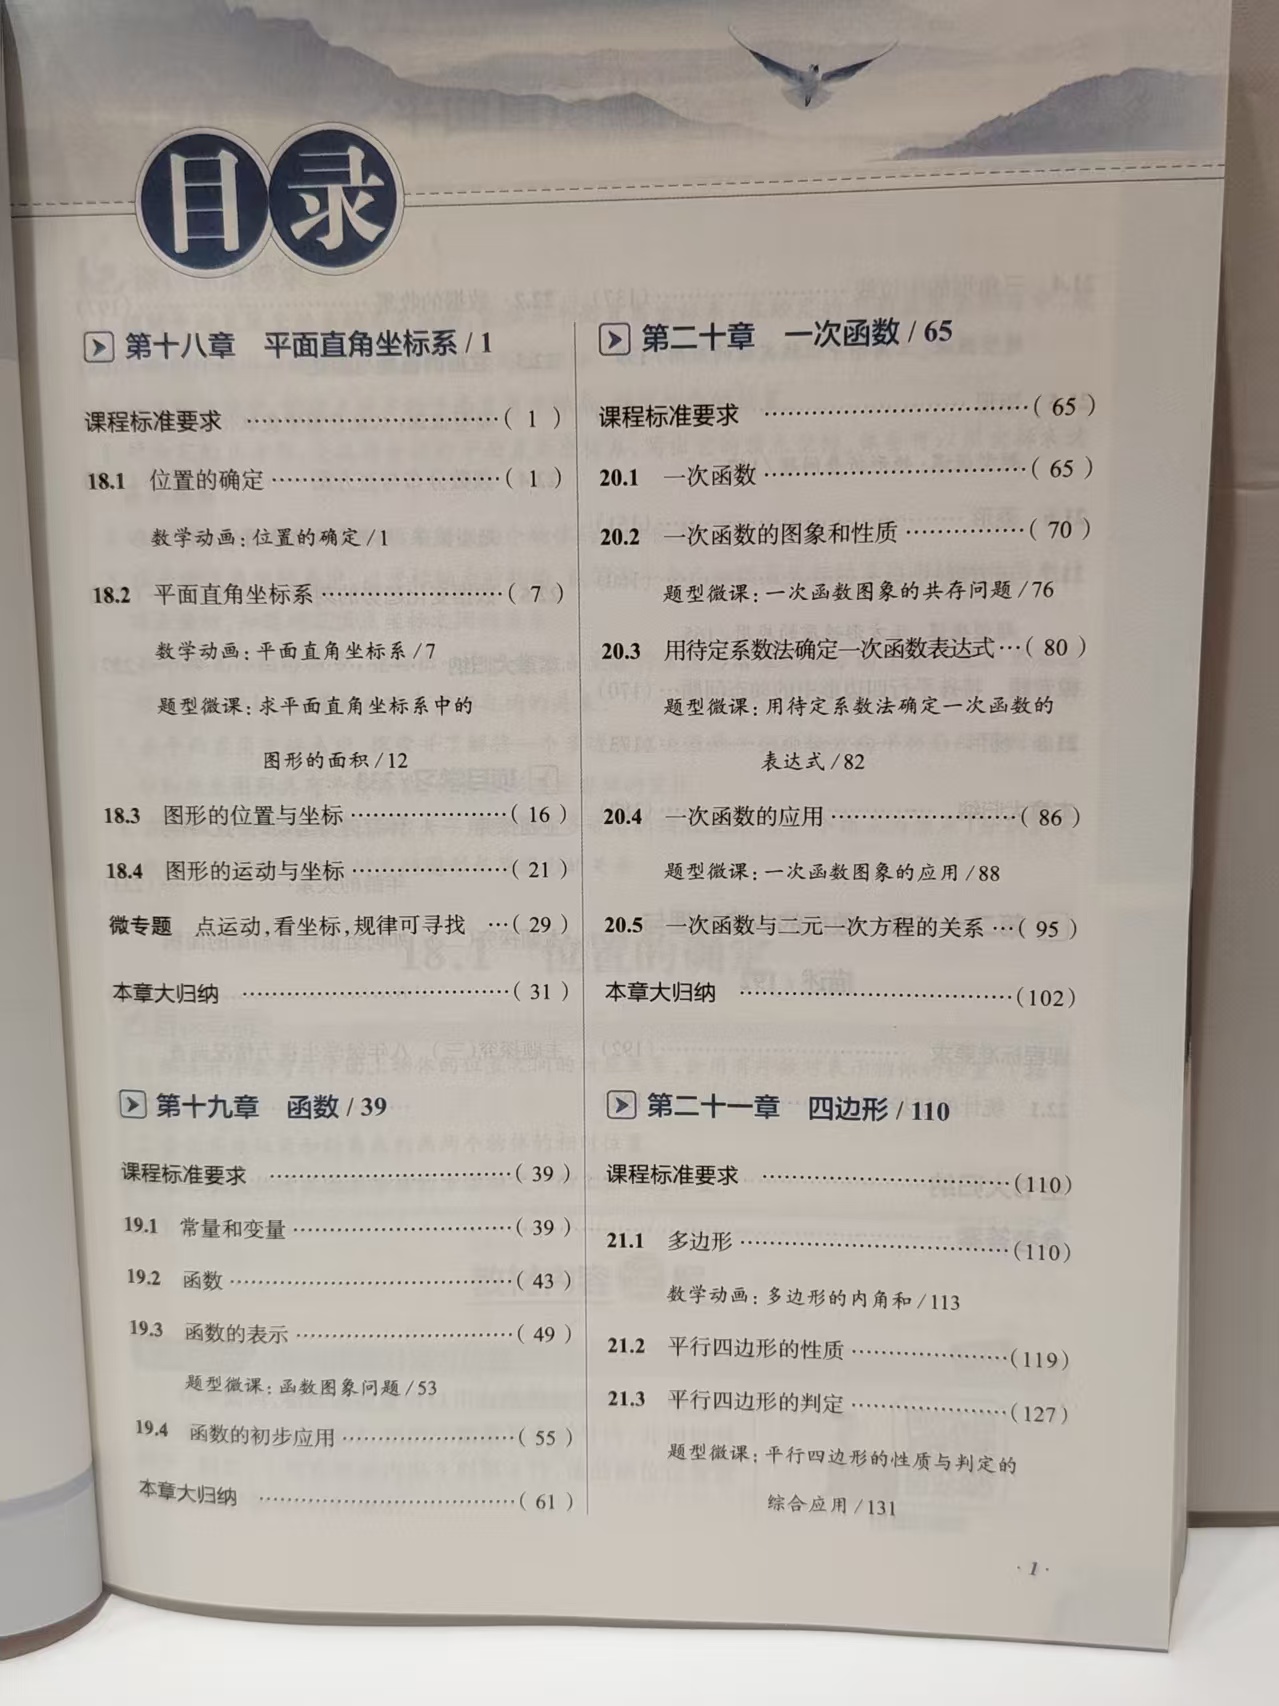 目录
第十八章 平面直角坐标系/1
课程标准要求 ……………………………( 1 )
18.1 位置的确定…………………………( 1 )
数学动画:位置的确定/1
18.2 平面直角坐标系……………………( 7 )
数学动画:平面直角坐标系/7
题型微课:求平面直角坐标系中的
图形的面积/12
18.3 图形的位置与坐标…………………( 16 )
18.4 图形的运动与坐标…………………( 21 )
微专题 点运动,看坐标,规律可寻找 …( 29 )
本章大归纳 ……………………………( 31 )
第十九章 函数/39
课程标准要求 …………………………( 39 )
19.1 常量和变量…………………………( 39 )
19.2 函数…………………………………( 43 )
19.3 函数的表示…………………………( 49 )
题型微课:函数图象问题/53
19.4 函数的初步应用……………………( 55 )
本章大归纳 ……………………………( 61 )
第二十章 一次函数/65
课程标准要求 ……………………………( 65 )
20.1 一次函数……………………………( 65 )
20.2 一次函数的图象和性质……………( 70 )
题型微课:一次函数图象的共存问题/76
20.3 用待定系数法确定一次函数表达式…( 80 )
题型微课:用待定系数法确定一次函数的
表达式/82
20.4 一次函数的应用……………………( 86 )
题型微课:一次函数图象的应用/88
20.5 一次函数与二元一次方程的关系…( 95 )
本章大归纳 ……………………………(102)
第二十一章 四边形/110
课程标准要求 …………………………(110)
21.1 多边形………………………………(110)
数学动画:多边形的内角和/113
21.2 平行四边形的性质…………………(119)
21.3 平行四边形的判定…………………(127)
题型微课:平行四边形的性质与判定的
综合应用/131
·1·